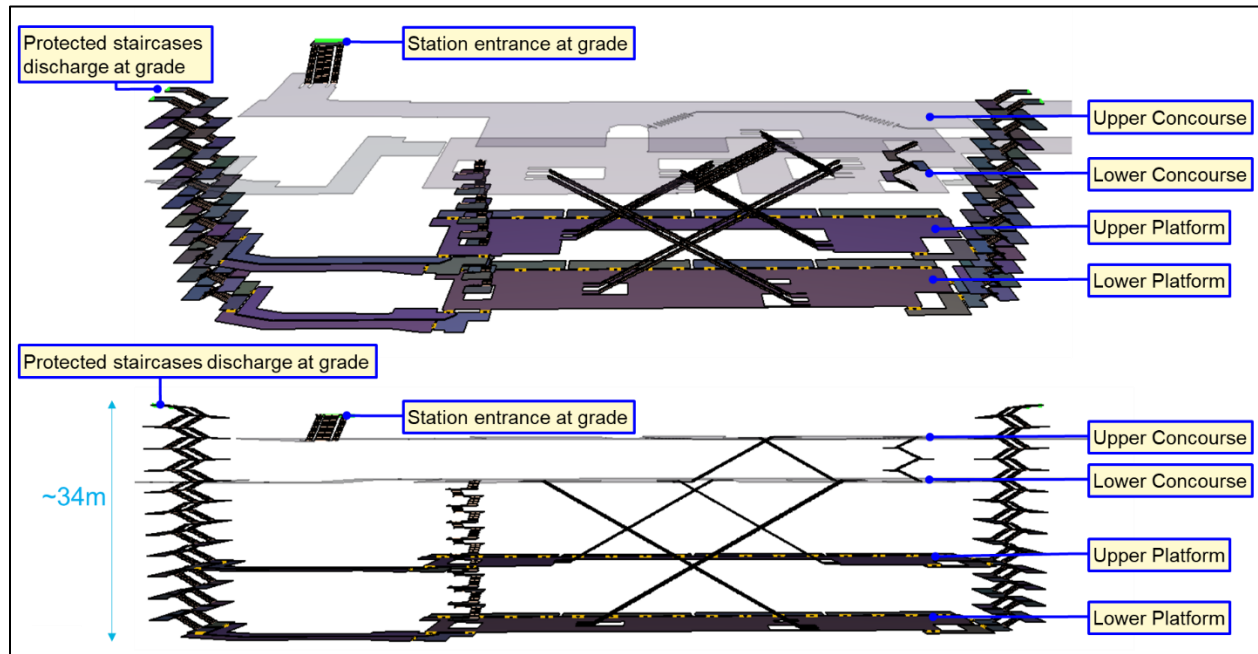 Protected staircases
discharge at grade
Station entrance at grade
Upper Concourse
Lower Concourse
Upper Platform
Lower Platform
Protected staircases discharge at grade
Station entrance at grade
~34m
Upper Concourse
Lower Concourse
Upper Platform
Lower Platform